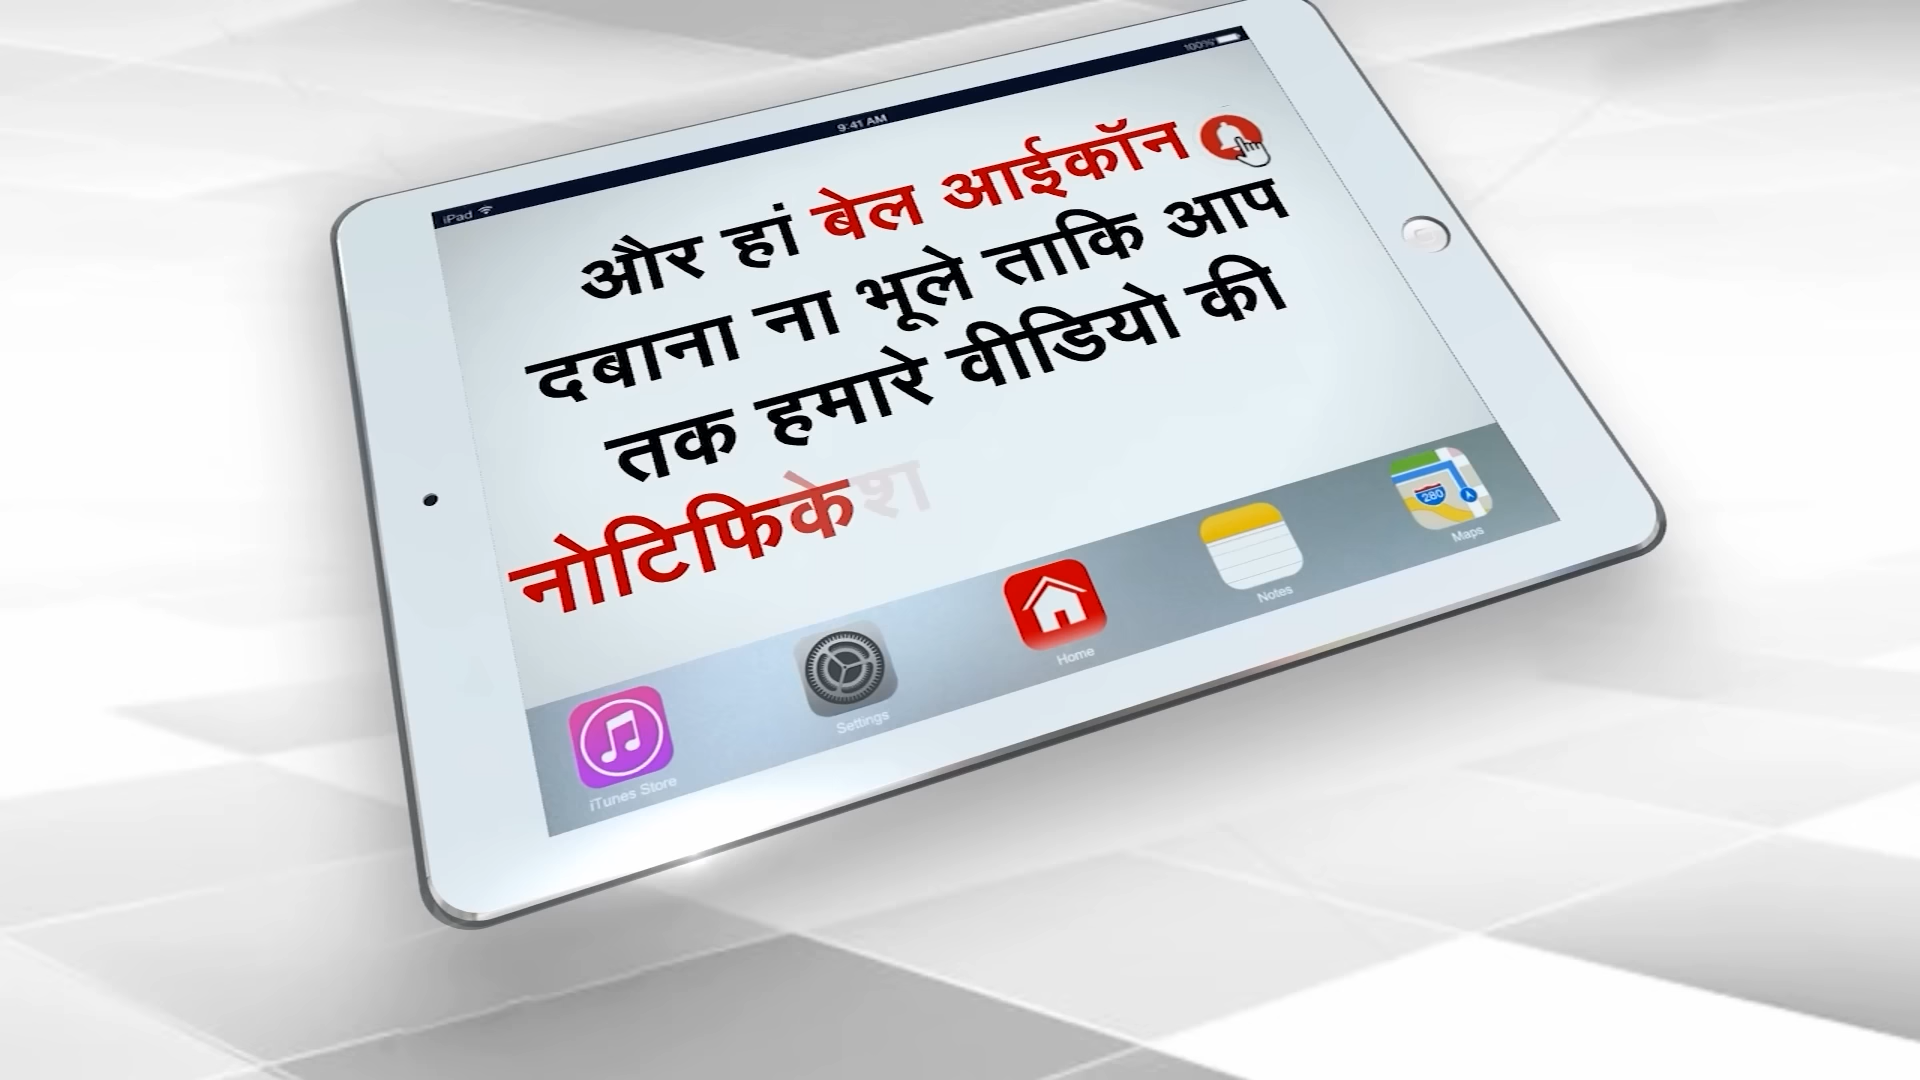 100%
9:41 AM
iPad
और हां बेल आईकॉन
दबाना ना भूले ताकि आप
तक हमारे वीडियो की
नोटिफिकेश
280
iTunes Store
Settings
Home
Notes
Maps